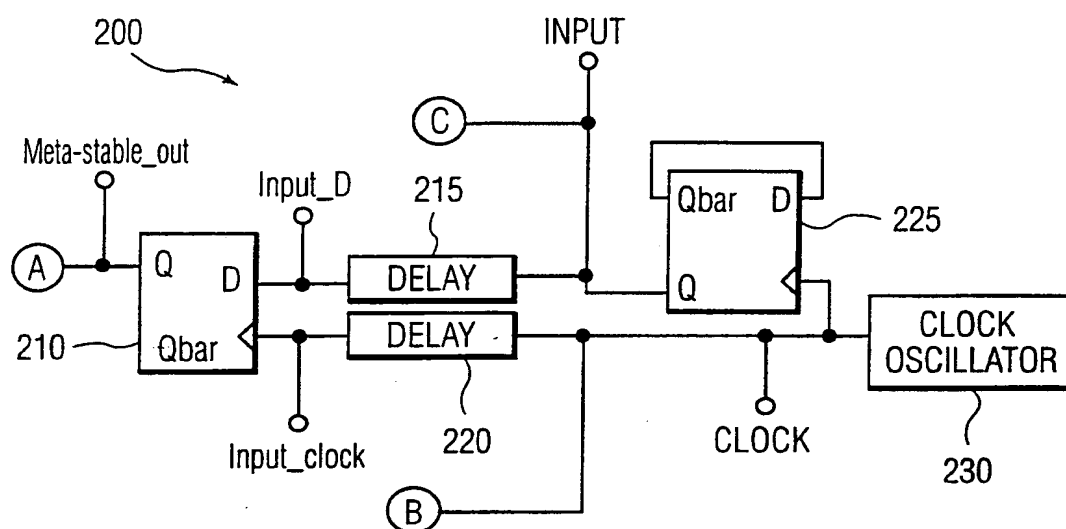 200
INPUT
C
Meta-stable_out
Input_D
215
Qbar D
225
A
Q
D
DELAY
Q
210
Qbar
DELAY
CLOCK
OSCILLATOR
Input_clock
220
CLOCK
230
B